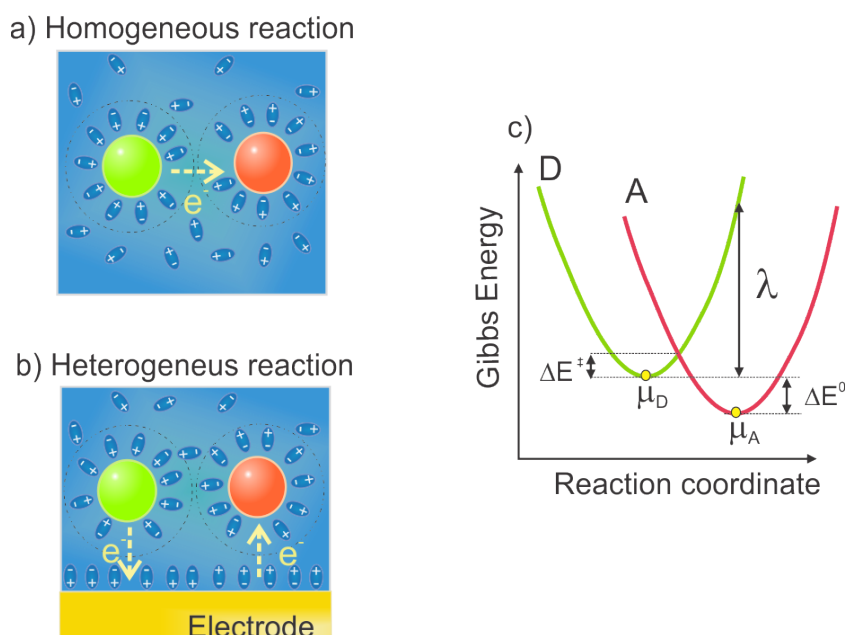 a) Homogeneous reaction
e⁻
b) Heterogeneus reaction
e⁻
e⁻
Electrode
c)
D
A
λ
ΔE‡
ΔE⁰
μD
μA
Gibbs Energy
Reaction coordinate